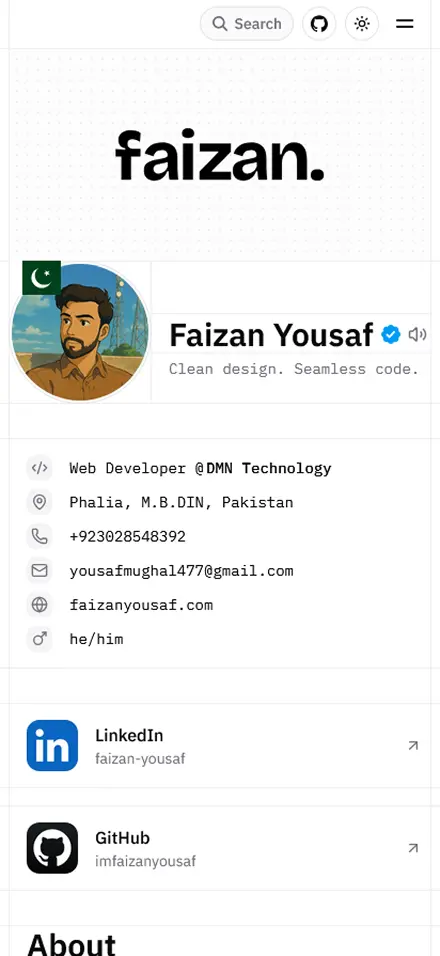 Search
faizan.
Faizan Yousaf
Clean design. Seamless code.
Web Developer @DMN Technology
Phalia, M.B.DIN, Pakistan
+923028548392
yousafmughal477@gmail.com
faizanyousaf.com
he/him
in
LinkedIn
faizan-yousaf
GitHub
imfaizanyousaf
About